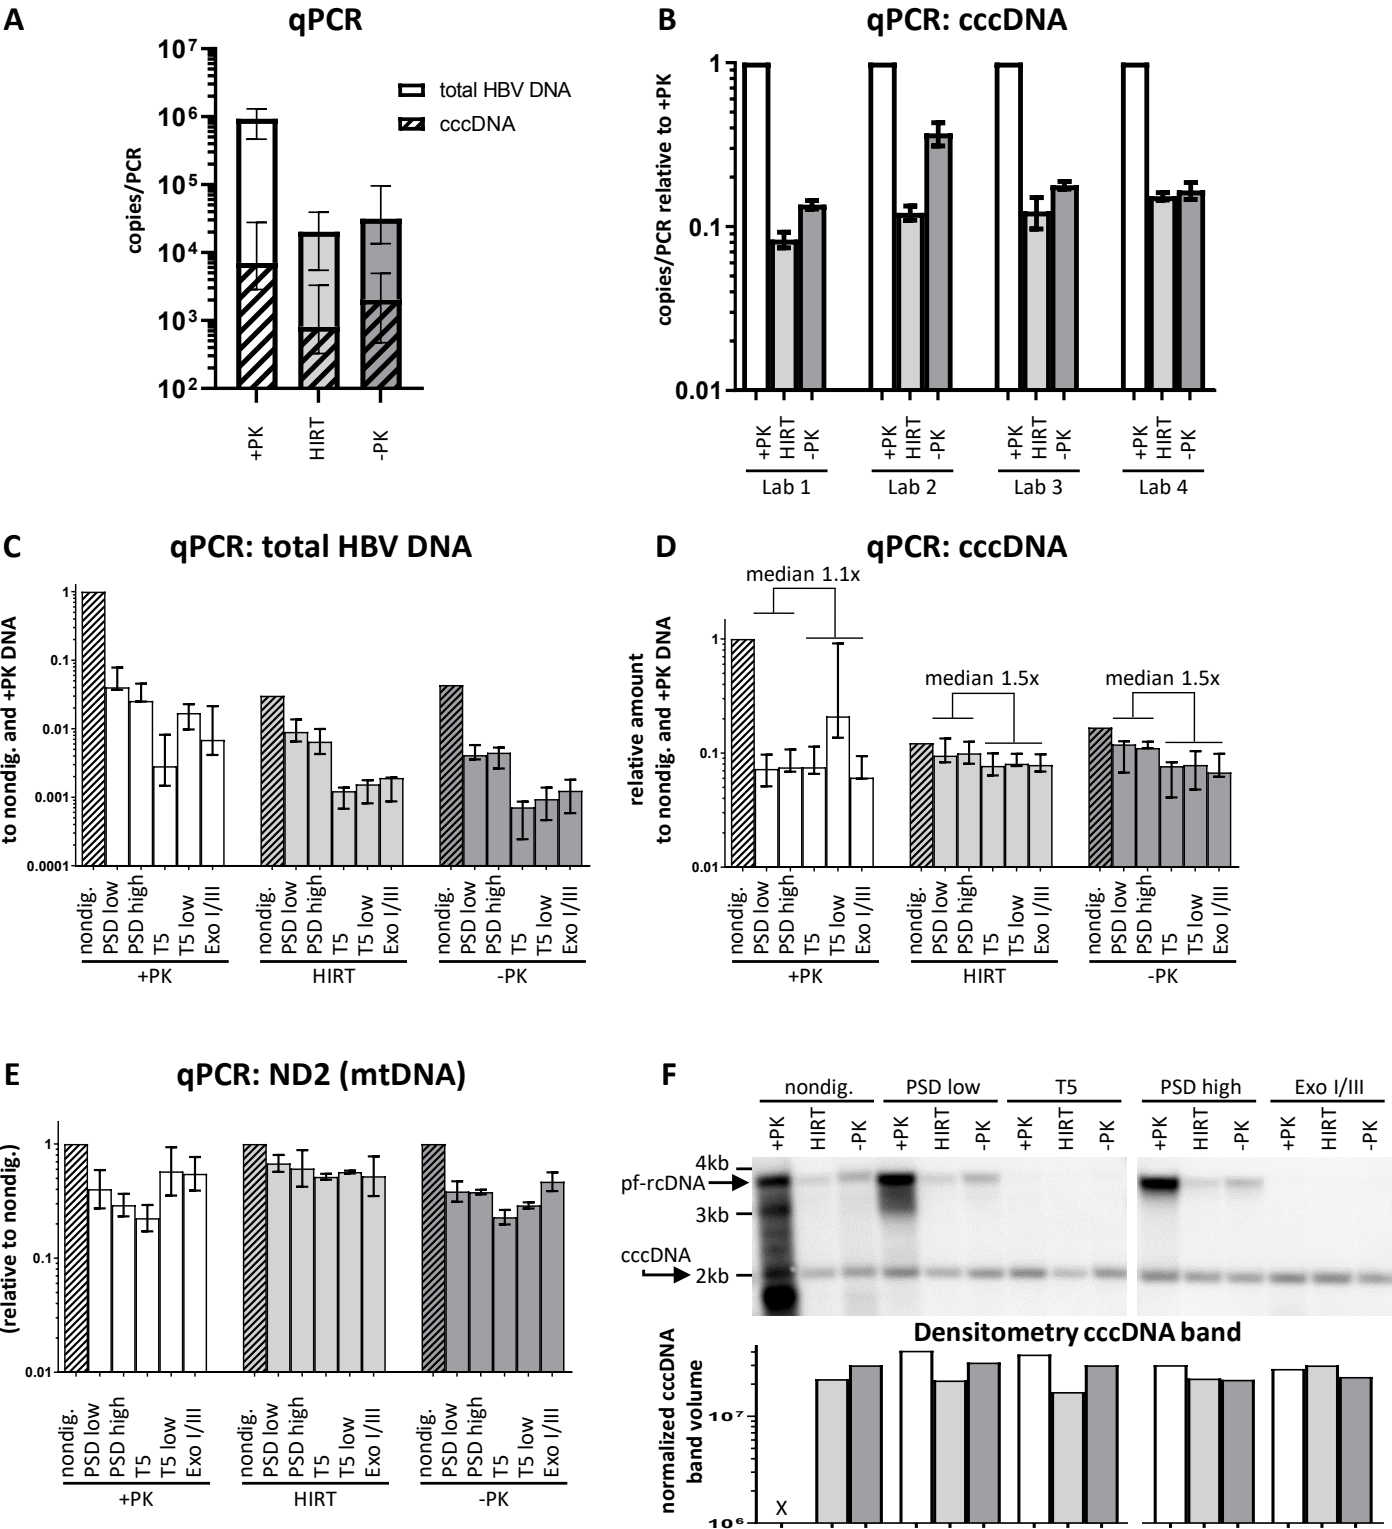 A
qPCR
copies/PCR
10⁷
10⁶
10⁵
10⁴
10³
10²
total HBV DNA
cccDNA
+PK
HIRT
-PK
B
qPCR: cccDNA
copies/PCR relative to +PK
1
0.1
0.01
+PK HIRT -PK +PK HIRT -PK +PK HIRT -PK +PK HIRT -PK
Lab 1 Lab 2 Lab 3 Lab 4
C
qPCR: total HBV DNA
to nondig. and +PK DNA
1
0.1
0.01
0.001
0.0001
nondig. PSD low PSD high T5 T5 low Exo I/III nondig. PSD low PSD high T5 T5 low Exo I/III nondig. PSD low PSD high T5 T5 low Exo I/III
+PK HIRT -PK
D
qPCR: cccDNA
relative amount
to nondig. and +PK DNA
median 1.1x
median 1.5x
median 1.5x
1
0.1
0.01
nondig. PSD low PSD high T5 T5 low Exo I/III nondig. PSD low PSD high T5 T5 low Exo I/III nondig. PSD low PSD high T5 T5 low Exo I/III
+PK HIRT -PK
E
qPCR: ND2 (mtDNA)
(relative to nondig.)
1
0.1
0.01
nondig. PSD low PSD high T5 T5 low Exo I/III nondig. PSD low PSD high T5 T5 low Exo I/III nondig. PSD low PSD high T5 T5 low Exo I/III
+PK HIRT -PK
F
nondig. PSD low T5 PSD high Exo I/III
+PK HIRT -PK +PK HIRT -PK +PK HIRT -PK +PK HIRT -PK +PK HIRT -PK
4kb
pf-rcDNA
3kb
cccDNA
2kb
Densitometry cccDNA band
normalized cccDNA
band volume
10⁷
10⁶
X